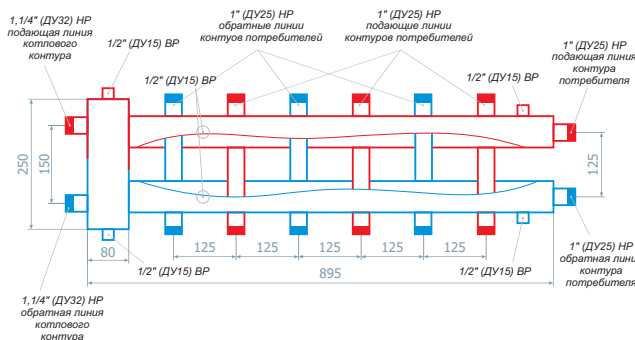 1,1/4" (ДУ32) НР
подающая линия
котлового
контура
1/2" (ДУ15) ВР
1" (ДУ25) НР
обратные линии
контуов потребителей
1" (ДУ25) НР
подающие линии
контуров потребителей
1" (ДУ25) НР
подающая линия
контура
потребителя
1/2" (ДУ15) ВР
1/2" (ДУ15) ВР
250
150
125
80
125
125
125
125
125
895
1/2" (ДУ15) ВР
1/2" (ДУ15) ВР
1,1/4" (ДУ32) НР
обратная линия
котлового
контура
1" (ДУ25) НР
обратная линия
контура
потребителя